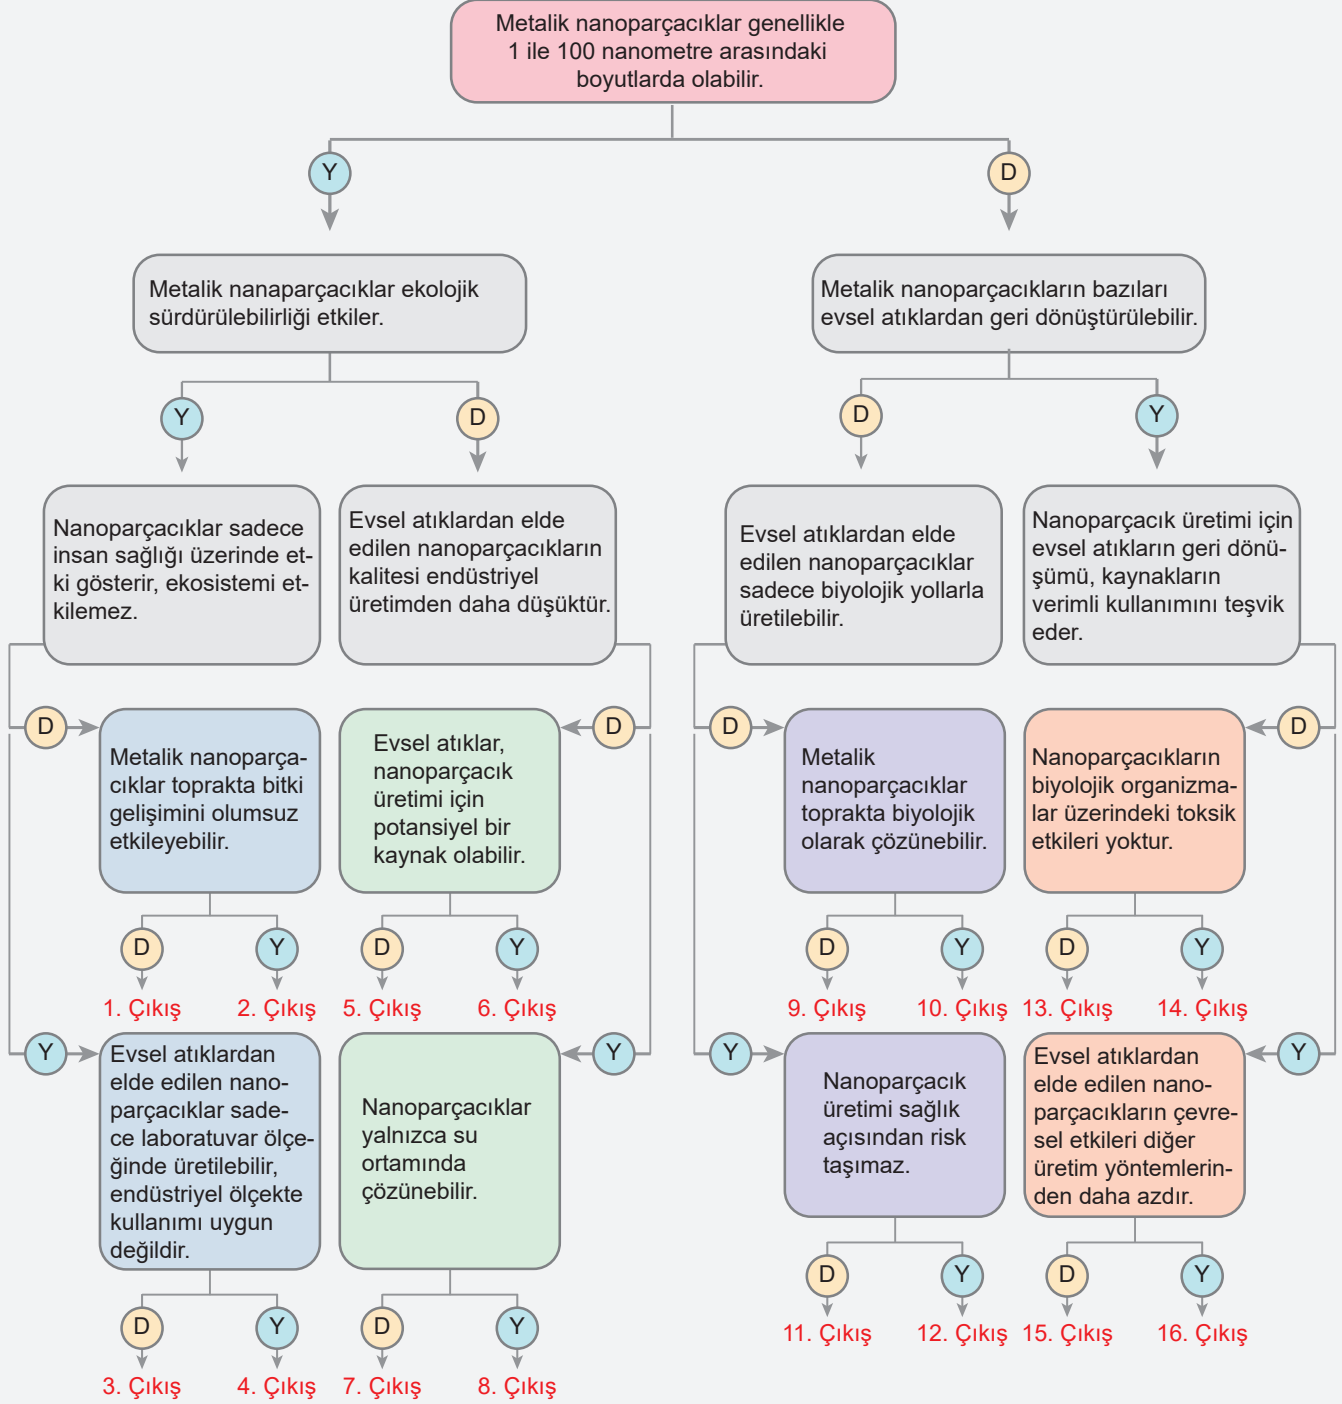 Metalik nanoparçacıklar genellikle
1 ile 100 nanometre arasındaki
boyutlarda olabilir.
Y
D
Metalik nanaparçacıklar ekolojik
sürdürülebilirliği etkiler.
Metalik nanoparçacıkların bazıları
evsel atıklardan geri dönüştürülebilir.
Y
D
D
Y
Nanoparçacıklar sadece
insan sağlığı üzerinde et-
ki gösterir, ekosistemi et-
kilemez.
Evsel atıklardan elde
edilen nanoparçacıkların
kalitesi endüstriyel
üretimden daha düşüktür.
Evsel atıklardan elde
edilen nanoparçacıklar
sadece biyolojik yollarla
üretilebilir.
Nanoparçacık üretimi için
evsel atıkların geri dönü-
şümü, kaynakların
verimli kullanımını teşvik
eder.
D
Metalik nanoparça-
cıklar toprakta bitki
gelişimini olumsuz
etkileyebilir.
Evsel atıklar,
nanoparçacık
üretimi için
potansiyel bir
kaynak olabilir.
D
D
Metalik
nanoparçacıklar
toprakta biyolojik
olarak çözünebilir.
Nanoparçacıkların
biyolojik organizma-
lar üzerindeki toksik
etkileri yoktur.
D
D
Y
D
Y
D
Y
D
Y
1. Çıkış
2. Çıkış
5. Çıkış
6. Çıkış
9. Çıkış
10. Çıkış
13. Çıkış
14. Çıkış
Y
Evsel atıklardan
elde edilen nano-
parçacıklar sade-
ce laboratuvar ölçe-
ğinde üretilebilir,
endüstriyel ölçekte
kullanımı uygun
değildir.
Nanoparçacıklar
yalnızca su
ortamında
çözünebilir.
Y
Y
Nanoparçacık
üretimi sağlık
açısından risk
taşımaz.
Evsel atıklardan
elde edilen nano-
parçacıkların çevre-
sel etkileri diğer
üretim yöntemlerin-
den daha azdır.
Y
D
Y
D
Y
11. Çıkış
12. Çıkış
15. Çıkış
16. Çıkış
D
Y
D
Y
3. Çıkış
4. Çıkış
7. Çıkış
8. Çıkış